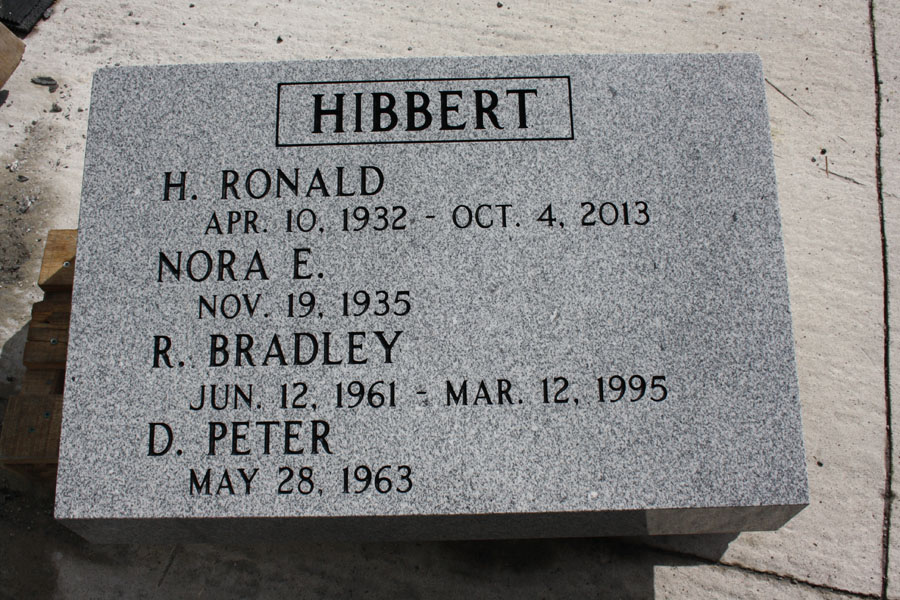 HIBBERT
H. RONALD
APR. 10, 1932 - OCT. 4, 2013
NORA E.
NOV. 19, 1935
R. BRADLEY
JUN. 12, 1961 - MAR. 12, 1995
D. PETER
MAY 28, 1963